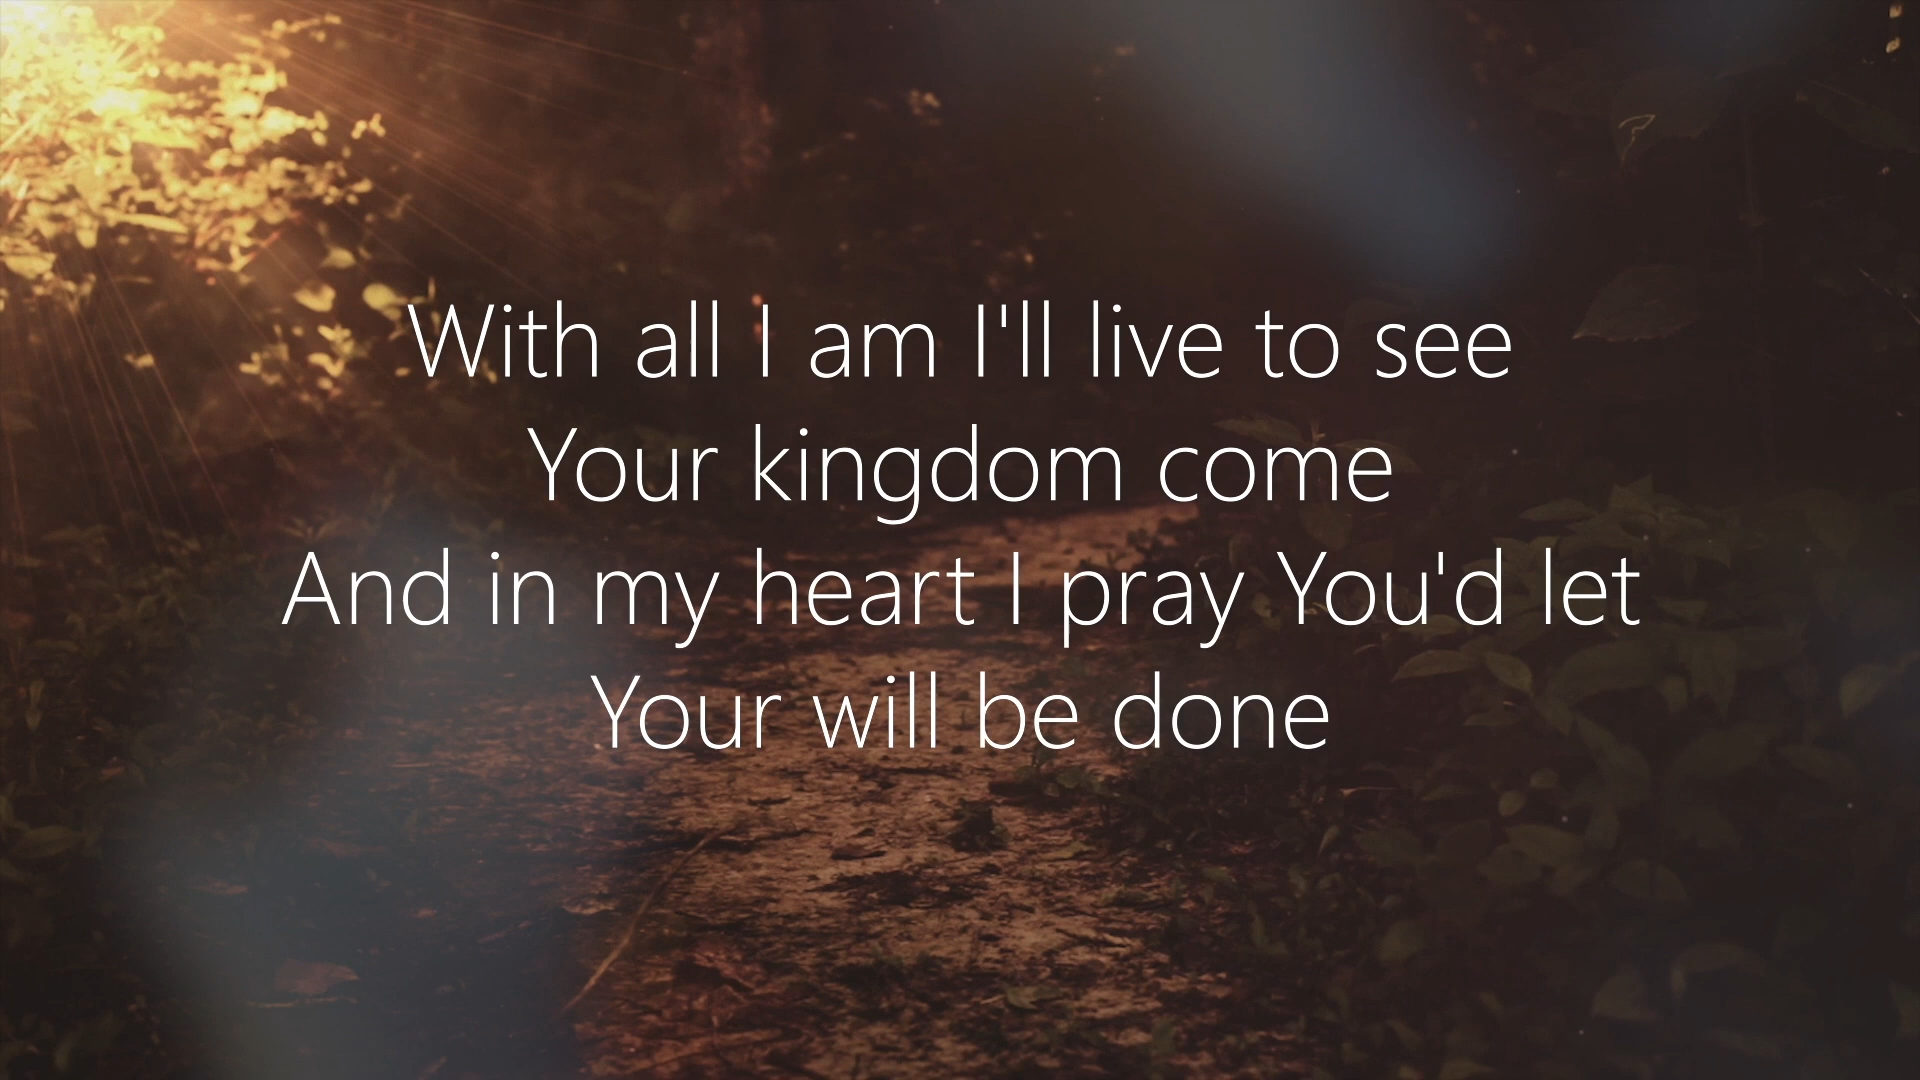 With all I am I'll live to see
Your kingdom come
And in my heart I pray You'd let
Your will be done